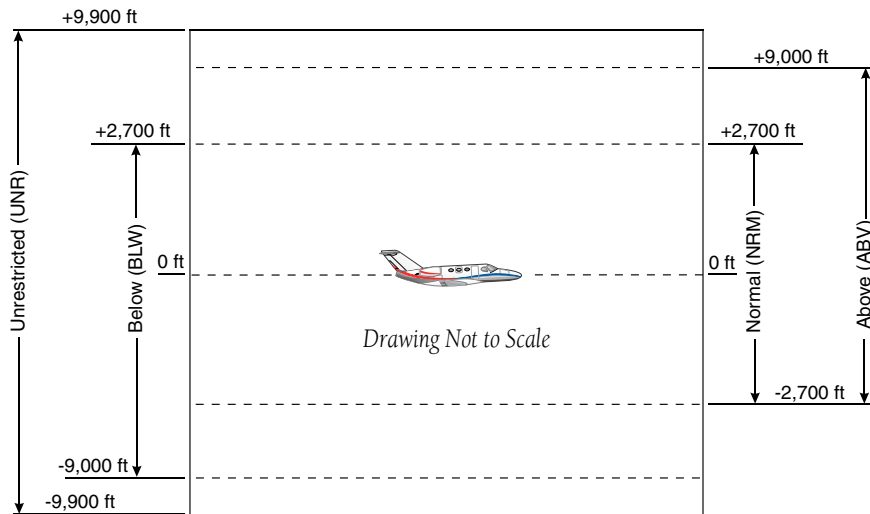 +9,900 ft
+9,000 ft
+2,700 ft
+2,700 ft
Unrestricted (UNR)
Below (BLW)
0 ft
0 ft
Normal (NRM)
Above (ABV)
Drawing Not to Scale
-2,700 ft
-9,000 ft
-9,900 ft